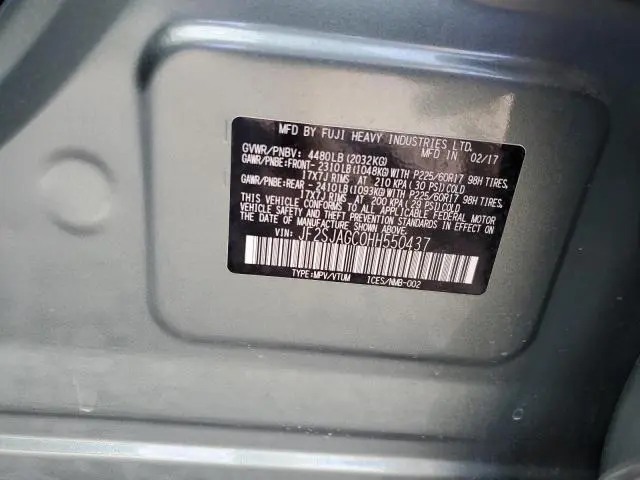 MFD BY FUJI HEAVY INDUSTRIES LTD.
GVWR/PNBV: 4480LB(2032KG) MFD IN 02/17
GAWR/PNBE:FRONT-2310LB(1048KG)WITH P225/60R17 98H TIRES,
17X7J RIMS AT 210 KPA(30 PSI)COLD
GAWR/PNBE:REAR -2410LB(1093KG)WITH P225/60R17 98H TIRES,
17X7J RIMS AT 200 KPA(29 PSI)COLD
THIS VEHICLE CONFORMS TO ALL APPLICABLE FEDERAL MOTOR
VEHICLE SAFETY AND THEFT PREVENTION STANDARDS IN EFFECT
ON THE DATE OF MANUFACTURE SHOWN ABOVE.
VIN: JF2SJAGC0HH550437
TYPE:MPV/VTUM ICES/NMB-002